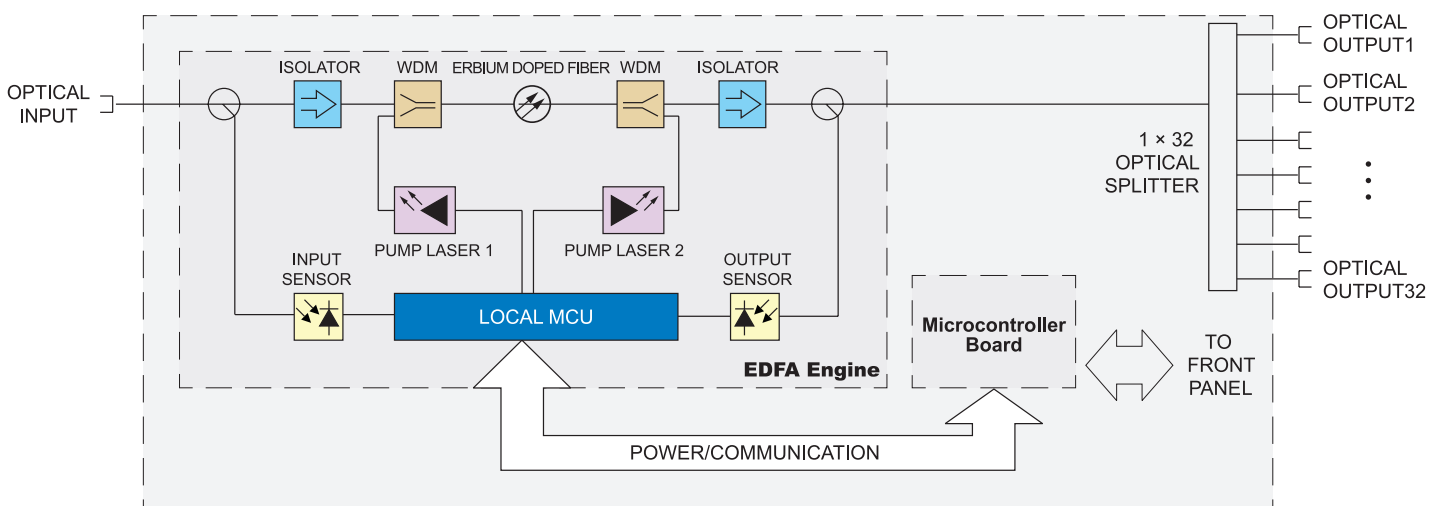 OPTICAL
INPUT
ISOLATOR
WDM
ERBIUM DOPED FIBER
WDM
ISOLATOR
PUMP LASER 1
PUMP LASER 2
INPUT
SENSOR
OUTPUT
SENSOR
LOCAL MCU
EDFA Engine
POWER/COMMUNICATION
Microcontroller
Board
TO
FRONT
PANEL
1 × 32
OPTICAL
SPLITTER
OPTICAL
OUTPUT1
OPTICAL
OUTPUT2
OPTICAL
OUTPUT32